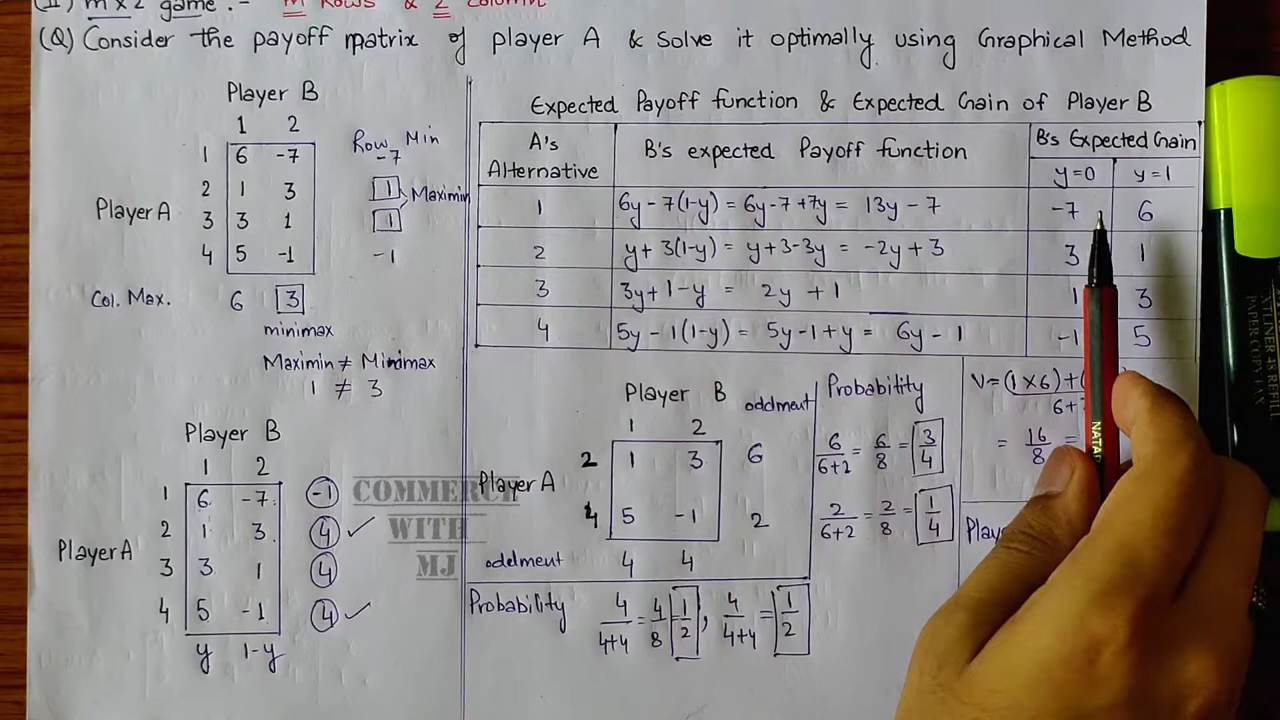 (II) m x 2 game :- m Rows & 2 Column
(Q) Consider the payoff matrix of player A & Solve it optimally using Graphical Method
Player B
1 2
Row Min
1 6 -7 -7
2 1 3 1
Player A
Maximin
3 3 1 1
4 5 -1 -1
Col. Max. 6 3
minimax
Maximin ≠ Minimax
1 ≠ 3
Player B
1 2
1 6 -7 -1
2 1 3 4 ✓
Player A
3 3 1 4
4 5 -1 4 ✓
y 1-y
Expected Payoff function & Expected Gain of Player B
A's Alternative
B's expected Payoff function
B's Expected Gain
y=0 y=1
1 6y-7(1-y) = 6y-7+7y = 13y-7 -7 6
2 y+3(1-y) = y+3-3y = -2y+3 3 1
3 3y+1-y = 2y+1 1 3
4 5y-1(1-y) = 5y-1+y = 6y-1 -1 5
Player B
oddment
1 2
2 1 3 6
Player A
4 5 -1 2
oddment 4 4
Probability
6/6+2 = 6/8 = 3/4
2/6+2 = 2/8 = 1/4
Probability 4/4+4 = 4/8 = 1/2 , 4/4+4 = 1/2
V = (1x6)+(
= 16/8 =
COMMERCE
WITH
MJ
NATA